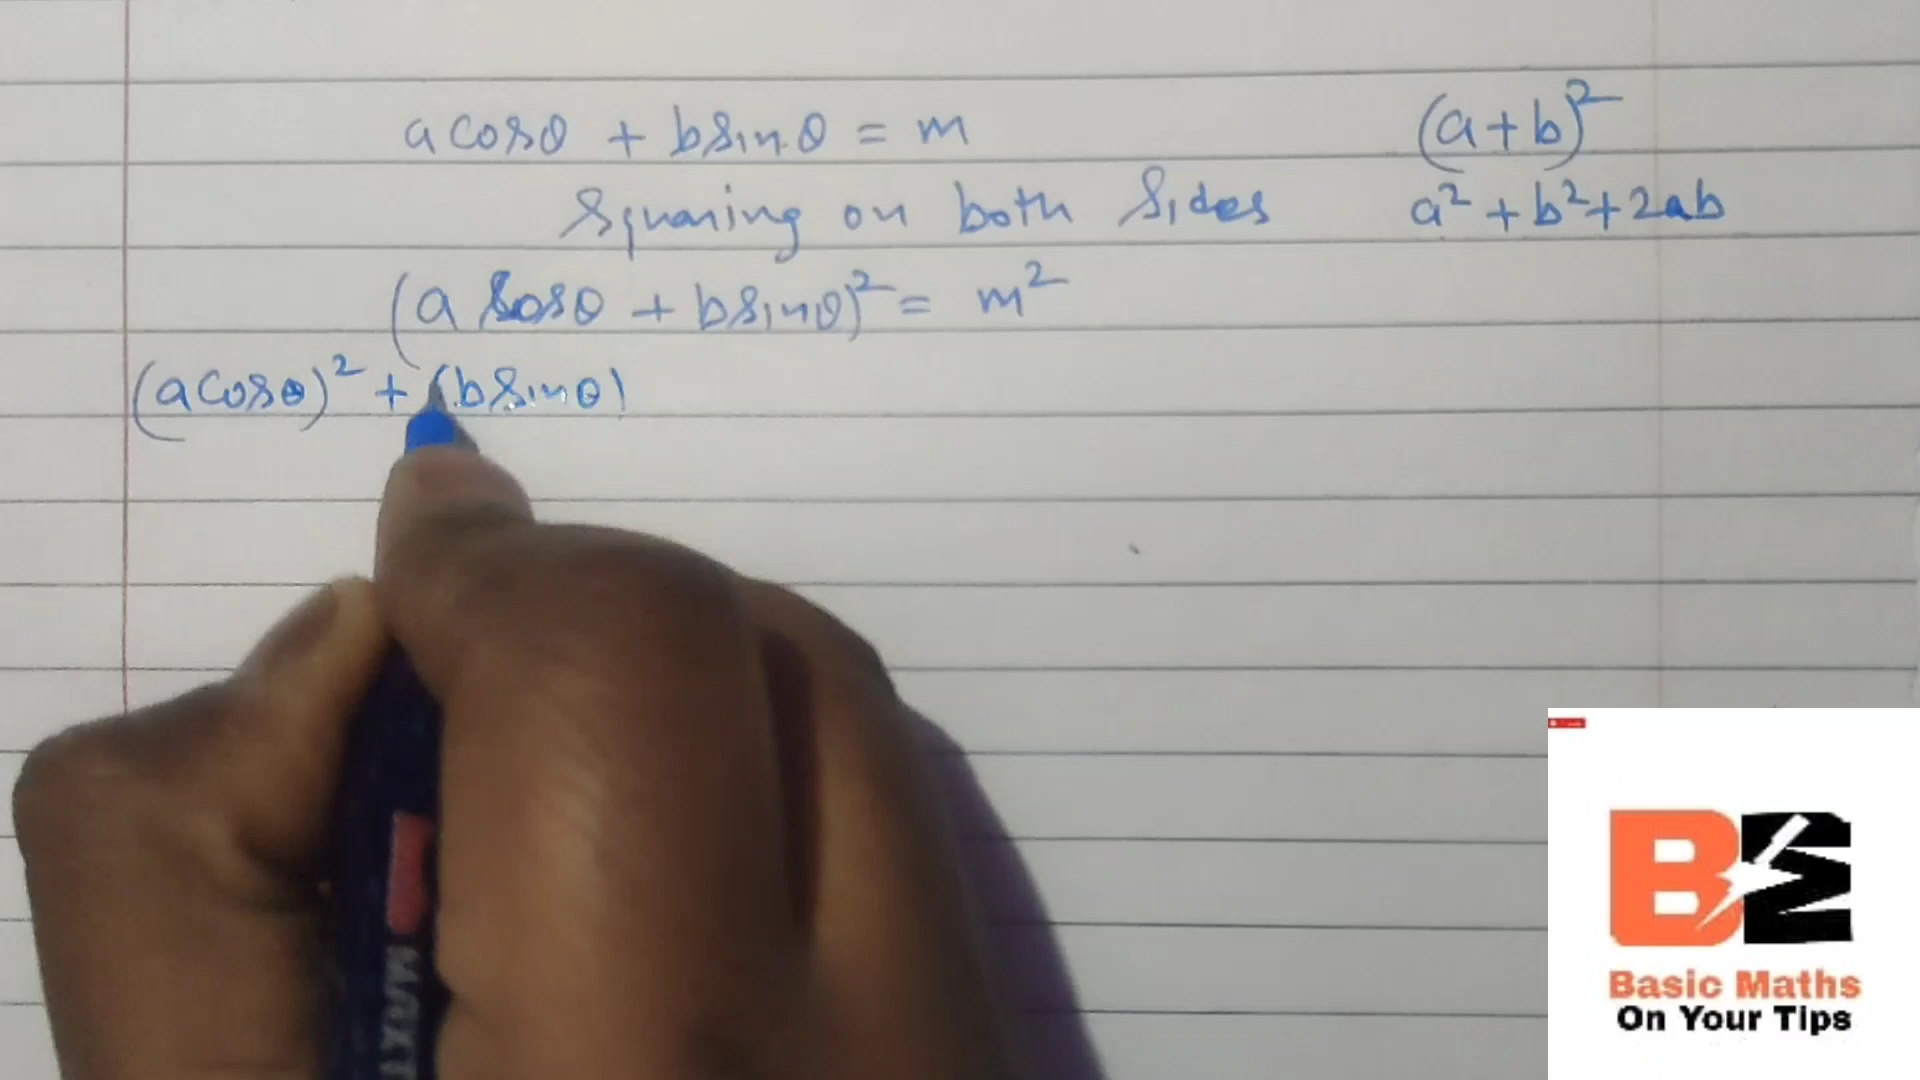 a cosθ + b sinθ = m
(a+b)²
Squaring on both Sides
a² + b² + 2ab
(a cosθ + b sinθ)² = m²
(a cosθ)² + (b sinθ)
BE
Basic Maths
On Your Tips